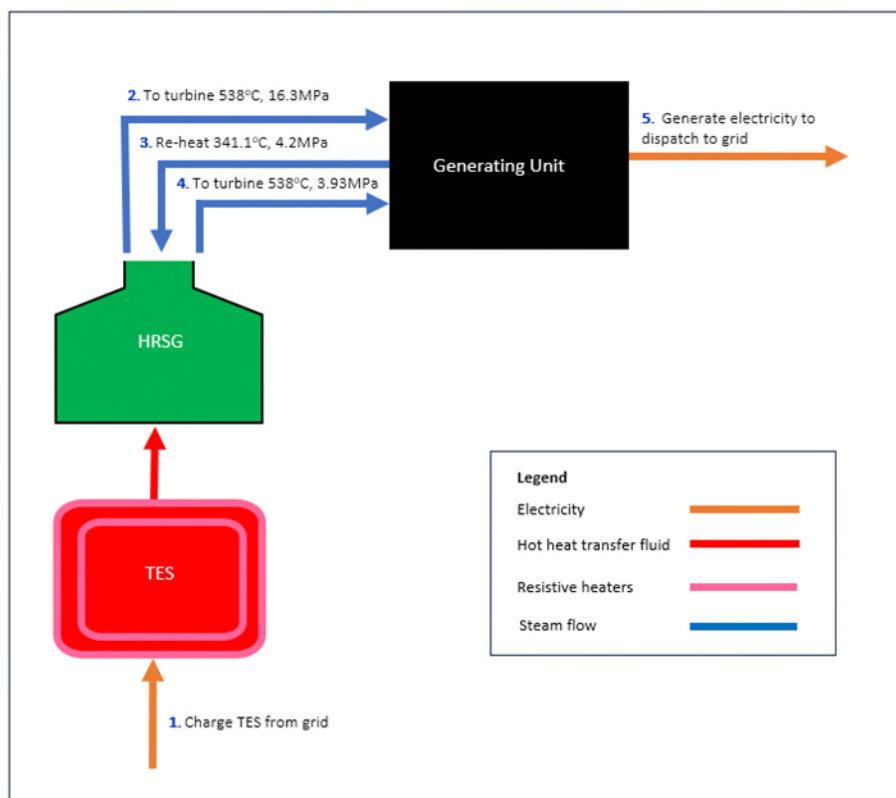 2. To turbine 538°C, 16.3MPa
3. Re-heat 341.1°C, 4.2MPa
4. To turbine 538°C, 3.93MPa
Generating Unit
5. Generate electricity to
dispatch to grid
HRSG
TES
1. Charge TES from grid
Legend
Electricity
Hot heat transfer fluid
Resistive heaters
Steam flow